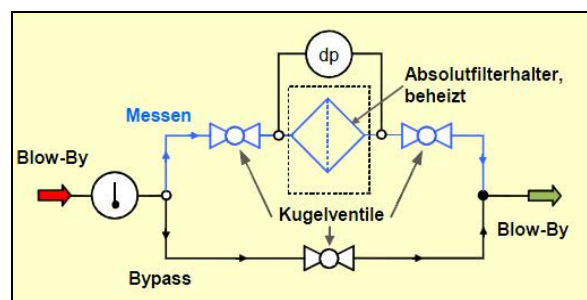 dp
Absolutfilterhalter,
beheizt
Messen
Blow-By
Kugelventile
Blow-By
Bypass